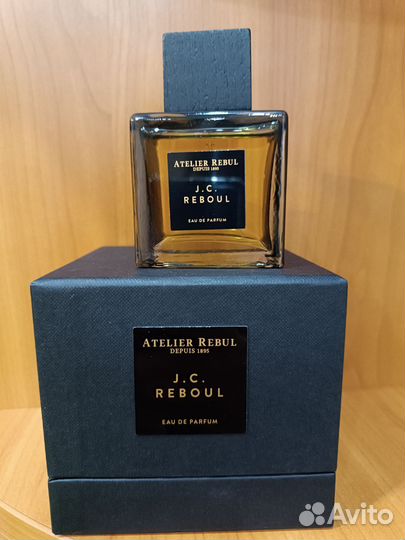 ATELIER REBUL
DEPUIS 1895
J.C.
REBOUL
EAU DE PARFUM
ATELIER REBUL
DEPUIS 1895
J.C.
REBOUL
EAU DE PARFUM
Avito